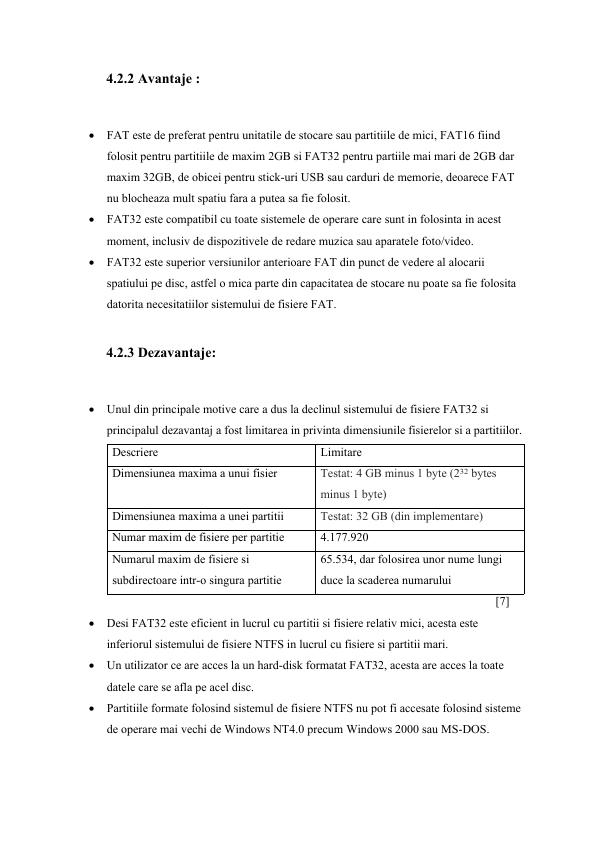 4.2.2 Avantaje :
• FAT este de preferat pentru unitatile de stocare sau partitiile de mici, FAT16 fiind
folosit pentru partitiile de maxim 2GB si FAT32 pentru partiile mai mari de 2GB dar
maxim 32GB, de obicei pentru stick-uri USB sau carduri de memorie, deoarece FAT
nu blocheaza mult spatiu fara a putea sa fie folosit.
• FAT32 este compatibil cu toate sistemele de operare care sunt in folosinta in acest
moment, inclusiv de dispozitivele de redare muzica sau aparatele foto/video.
• FAT32 este superior versiunilor anterioare FAT din punct de vedere al alocarii
spatiului pe disc, astfel o mica parte din capacitatea de stocare nu poate sa fie folosita
datorita necesitatiilor sistemului de fisiere FAT.
4.2.3 Dezavantaje:
• Unul din principale motive care a dus la declinul sistemului de fisiere FAT32 si
principalul dezavantaj a fost limitarea in privinta dimensiunile fisierelor si a partitiilor.
Descriere Limitare
Dimensiunea maxima a unui fisier Testat: 4 GB minus 1 byte (2³² bytes
minus 1 byte)
Dimensiunea maxima a unei partitii Testat: 32 GB (din implementare)
Numar maxim de fisiere per partitie 4.177.920
Numarul maxim de fisiere si 65.534, dar folosirea unor nume lungi
subdirectoare intr-o singura partitie duce la scaderea numarului
[7]
• Desi FAT32 este eficient in lucrul cu partitii si fisiere relativ mici, acesta este
inferiorul sistemului de fisiere NTFS in lucrul cu fisiere si partitii mari.
• Un utilizator ce are acces la un hard-disk formatat FAT32, acesta are acces la toate
datele care se afla pe acel disc.
• Partitiile formate folosind sistemul de fisiere NTFS nu pot fi accesate folosind sisteme
de operare mai vechi de Windows NT4.0 precum Windows 2000 sau MS-DOS.